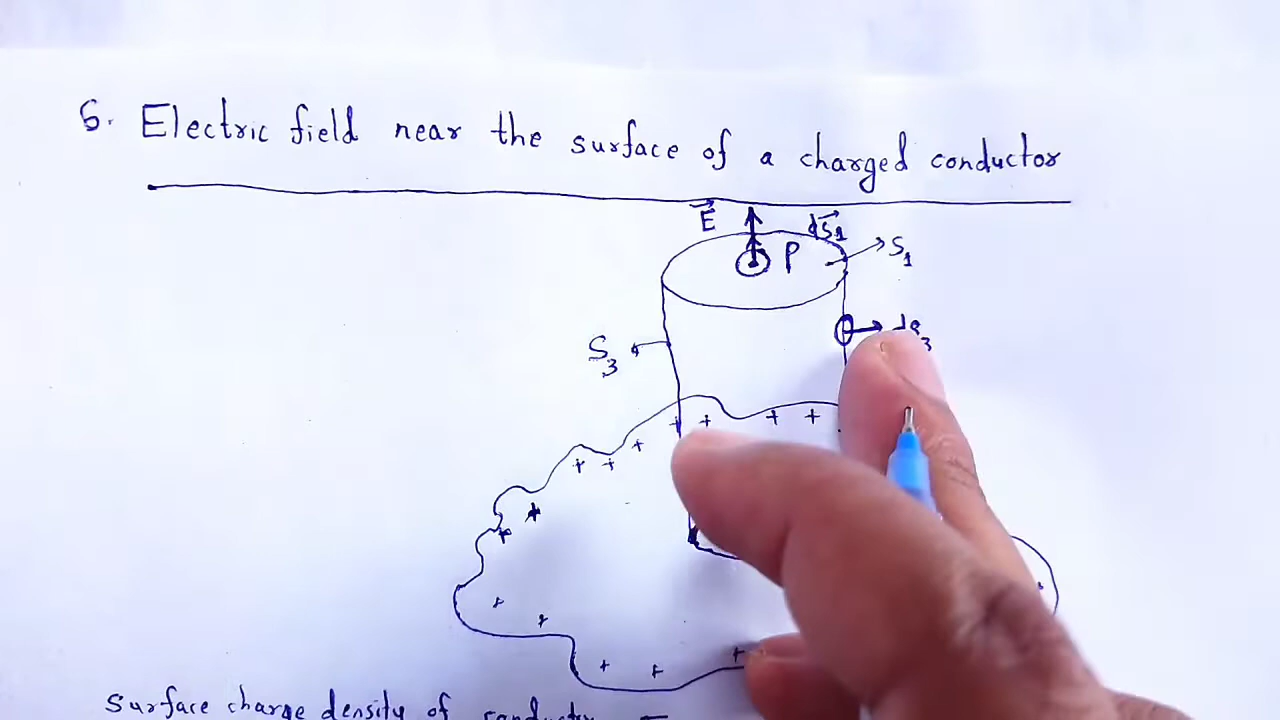 6. Electric field near the surface of a charged conductor
E dS1
P S1
S3
Surface charge density of